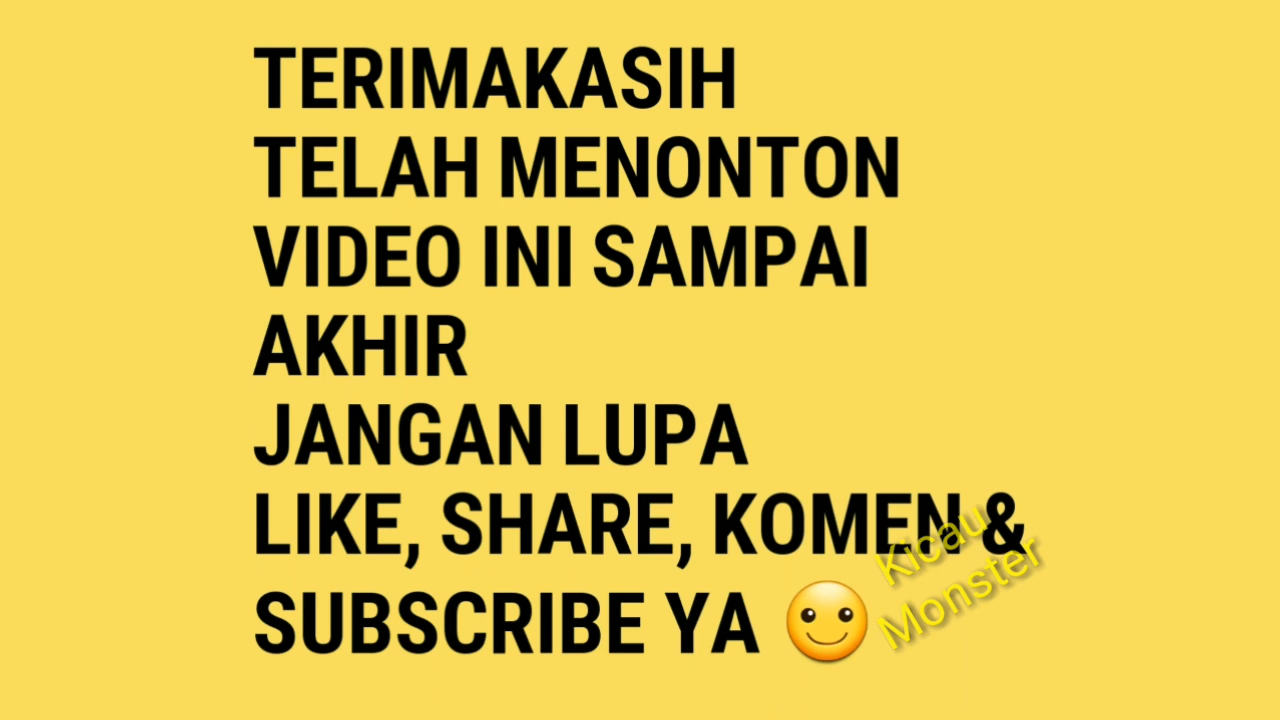 TERIMAKASIH
TELAH MENONTON
VIDEO INI SAMPAI
AKHIR
JANGAN LUPA
LIKE, SHARE, KOMEN &
SUBSCRIBE YA 🙂
Kicau
Monster